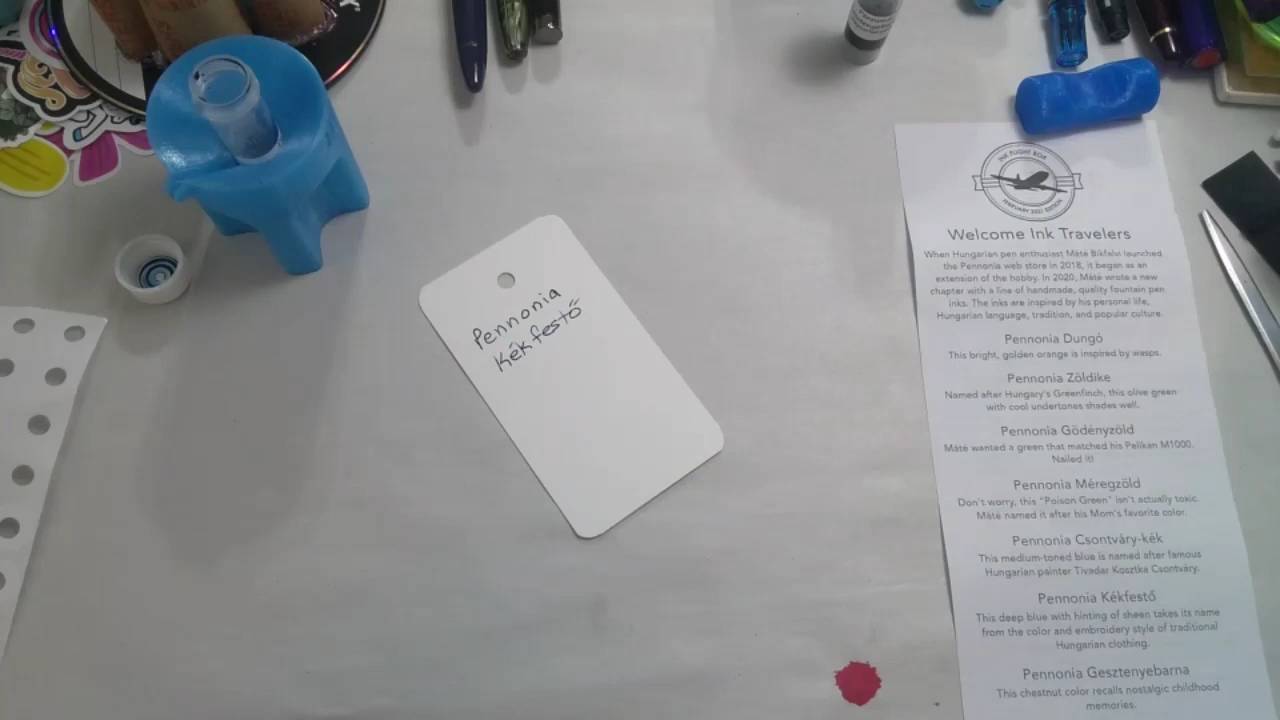 Pennonia
Kékfestő
THE FLIGHT BOX
FEBRUARY 2021 EDITION
Welcome Ink Travelers
When Hungarian pen enthusiast Máté Bikfalvi launched
the Pennonia web store in 2018, it began as an
extension of the hobby. In 2020, Máté wrote a new
chapter with a line of handmade, quality fountain pen
inks. The inks are inspired by his personal life,
Hungarian language, tradition, and popular culture.
Pennonia Dungó
This bright, golden orange is inspired by wasps.
Pennonia Zöldike
Named after Hungary's Greenfinch, this olive green
with cool undertones shades well.
Pennonia Gödényzöld
Máté wanted a green that matched his Pelikan M1000.
Nailed it!
Pennonia Méregzöld
Don't worry, this "Poison Green" isn't actually toxic.
Máté named it after his Mom's favorite color.
Pennonia Csontváry-kék
This medium-toned blue is named after famous
Hungarian painter Tivadar Kosztka Csontváry.
Pennonia Kékfestő
This deep blue with hinting of sheen takes its name
from the color and embroidery style of traditional
Hungarian clothing.
Pennonia Gesztenyebarna
This chestnut color recalls nostalgic childhood
memories.